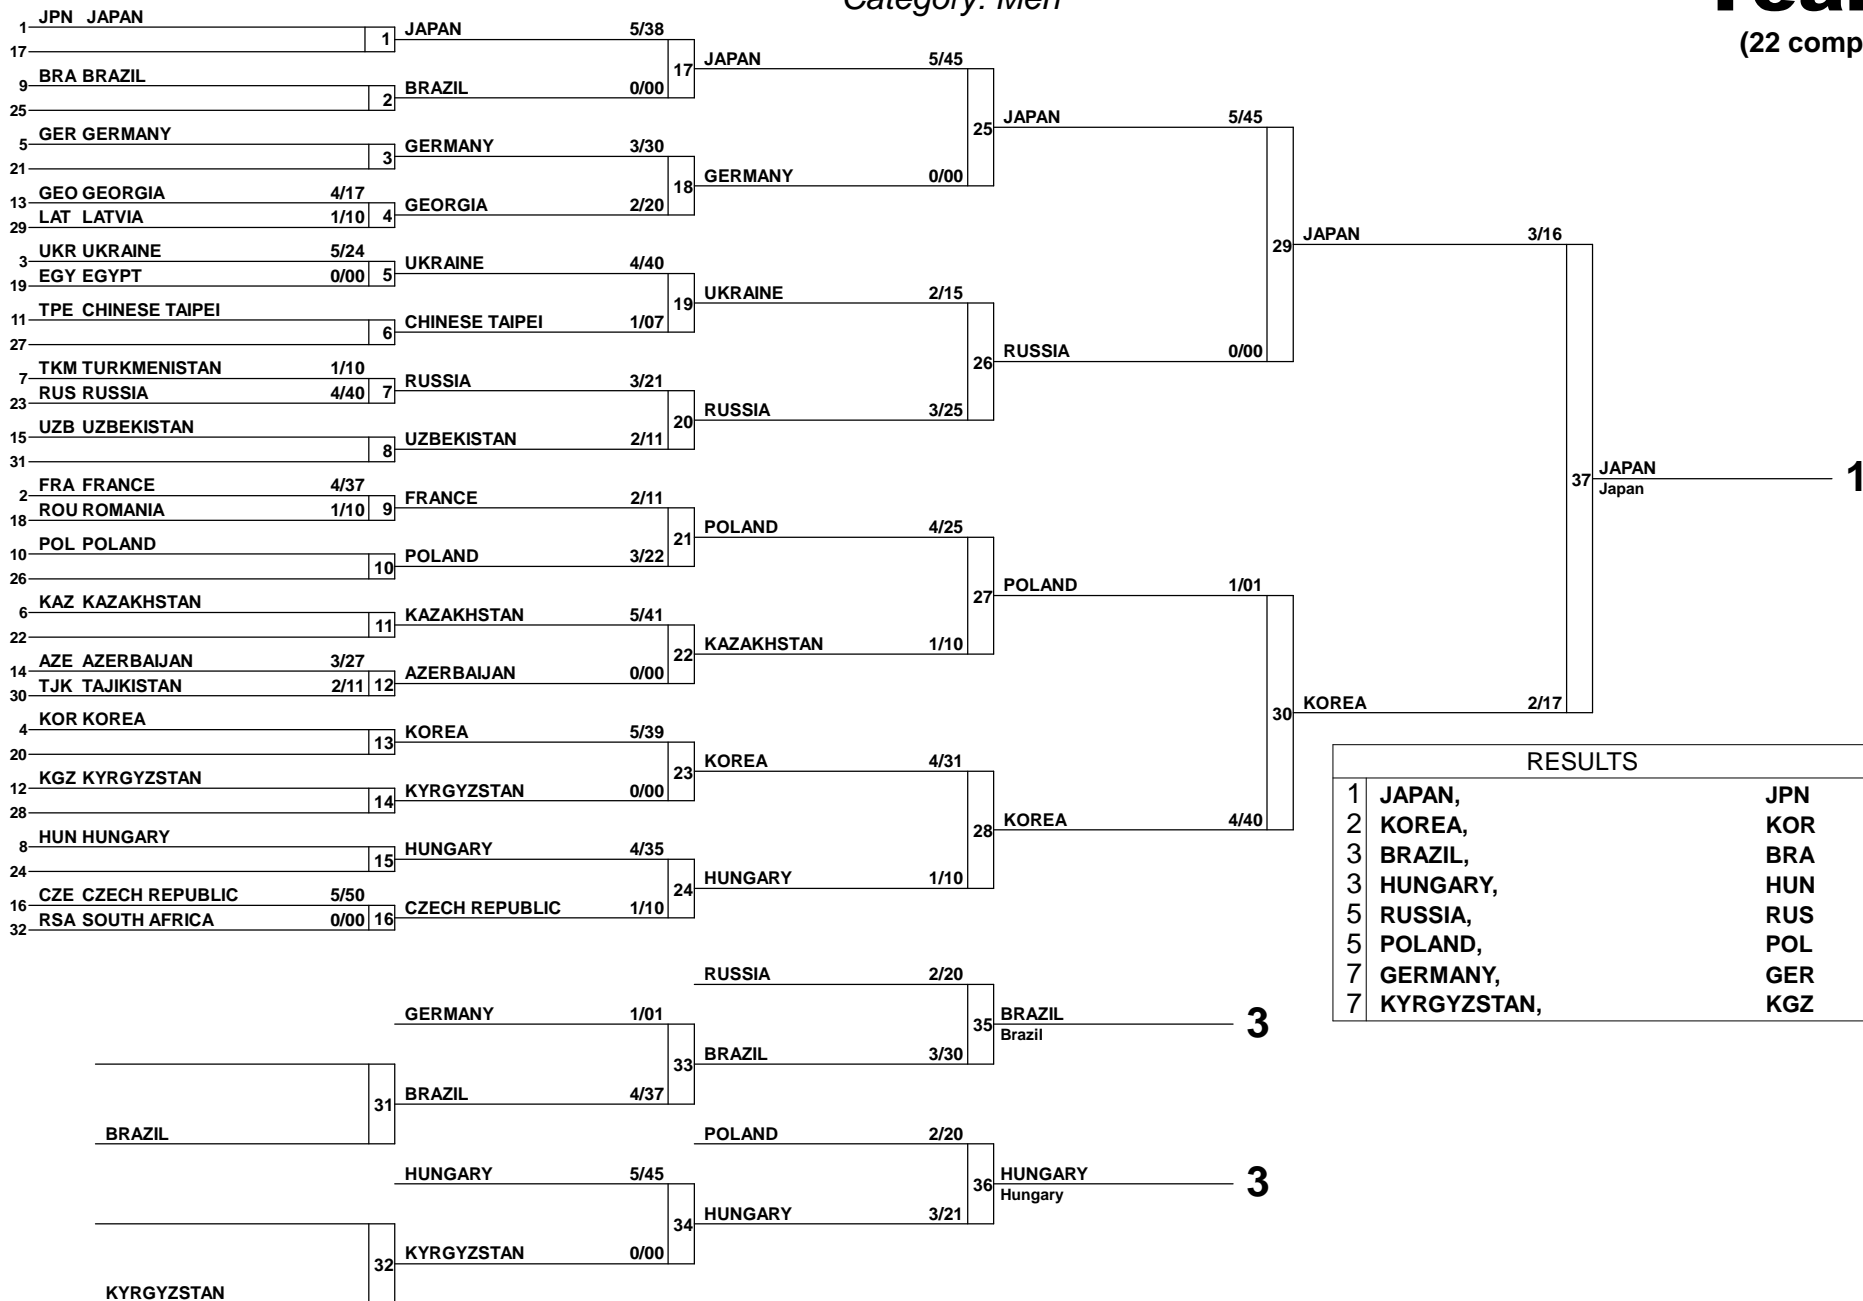 Category: Men
(22 comp
1 JPN JAPAN
17
1 JAPAN 5/38
9 BRA BRAZIL
25
2 BRAZIL 0/00
17 JAPAN 5/45
5 GER GERMANY
21
3 GERMANY 3/30
13 GEO GEORGIA 4/17
29 LAT LATVIA 1/10
4 GEORGIA 2/20
18 GERMANY 0/00
25 JAPAN 5/45
3 UKR UKRAINE 5/24
19 EGY EGYPT 0/00
5 UKRAINE 4/40
11 TPE CHINESE TAIPEI
27
6 CHINESE TAIPEI 1/07
19 UKRAINE 2/15
7 TKM TURKMENISTAN 1/10
23 RUS RUSSIA 4/40
7 RUSSIA 3/21
15 UZB UZBEKISTAN
31
8 UZBEKISTAN 2/11
20 RUSSIA 3/25
26 RUSSIA 0/00
29 JAPAN 3/16
2 FRA FRANCE 4/37
18 ROU ROMANIA 1/10
9 FRANCE 2/11
10 POL POLAND
26
10 POLAND 3/22
21 POLAND 4/25
6 KAZ KAZAKHSTAN
22
11 KAZAKHSTAN 5/41
14 AZE AZERBAIJAN 3/27
30 TJK TAJIKISTAN 2/11
12 AZERBAIJAN 0/00
22 KAZAKHSTAN 1/10
27 POLAND 1/01
4 KOR KOREA
20
13 KOREA 5/39
12 KGZ KYRGYZSTAN
28
14 KYRGYZSTAN 0/00
23 KOREA 4/31
8 HUN HUNGARY
24
15 HUNGARY 4/35
16 CZE CZECH REPUBLIC 5/50
32 RSA SOUTH AFRICA 0/00
16 CZECH REPUBLIC 1/10
24 HUNGARY 1/10
28 KOREA 4/40
30 KOREA 2/17
37 JAPAN 1
Japan
RESULTS
1 JAPAN, JPN
2 KOREA, KOR
3 BRAZIL, BRA
3 HUNGARY, HUN
5 RUSSIA, RUS
5 POLAND, POL
7 GERMANY, GER
7 KYRGYZSTAN, KGZ
RUSSIA 2/20
GERMANY 1/01
BRAZIL
31 BRAZIL 4/37
33 BRAZIL 3/30
35 BRAZIL 3
Brazil
POLAND 2/20
HUNGARY 5/45
KYRGYZSTAN
32 KYRGYZSTAN 0/00
34 HUNGARY 3/21
36 HUNGARY 3
Hungary